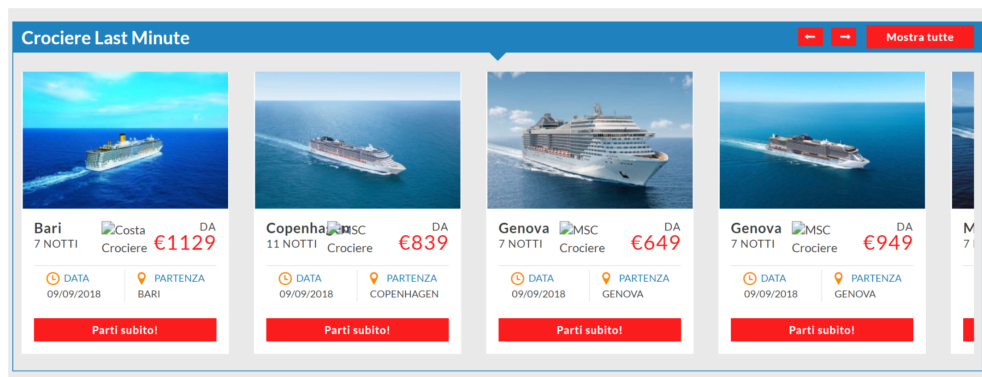 Crociere Last Minute
Mostra tutte
Bari
7 NOTTI
Costa
Crociere
DA
€1129
DATA
09/09/2018
PARTENZA
BARI
Parti subito!
Copenhagen
11 NOTTI
MSC
Crociere
DA
€839
DATA
09/09/2018
PARTENZA
COPENHAGEN
Parti subito!
Genova
7 NOTTI
MSC
Crociere
DA
€649
DATA
09/09/2018
PARTENZA
GENOVA
Parti subito!
Genova
7 NOTTI
MSC
Crociere
DA
€949
DATA
09/09/2018
PARTENZA
GENOVA
Parti subito!
7